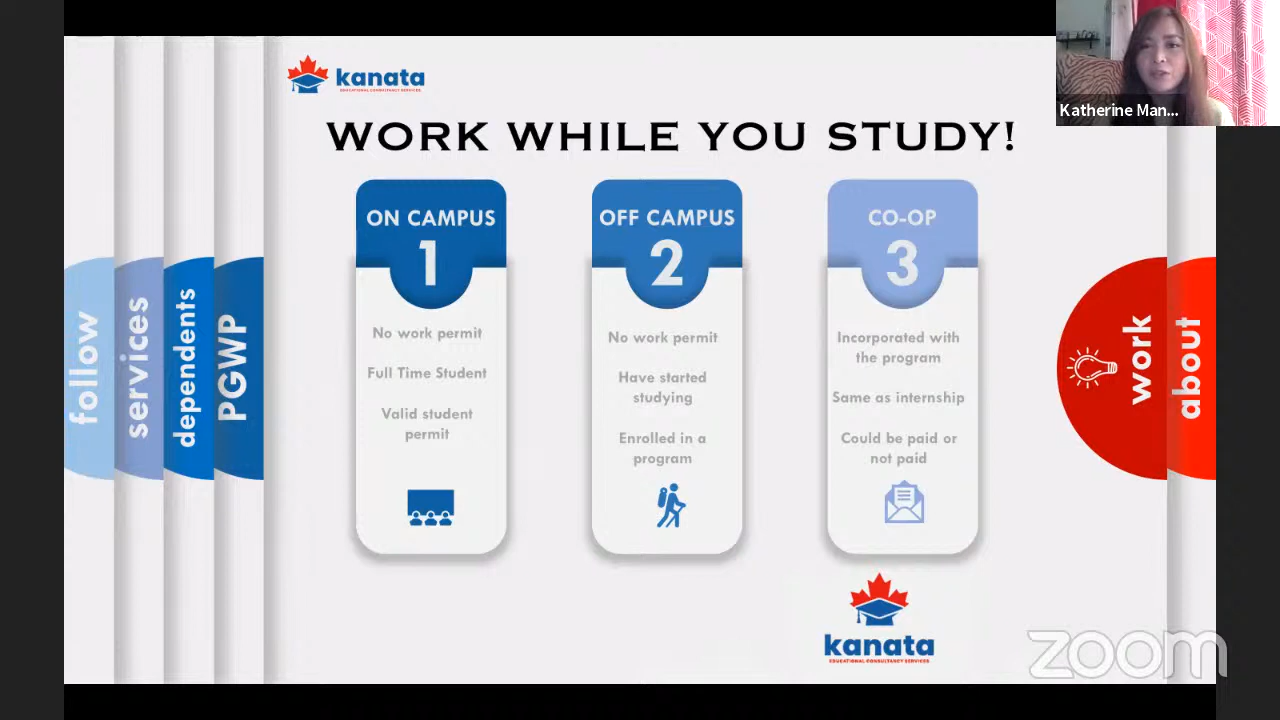 kanata
EDUCATIONAL CONSULTANCY SERVICES
Katherine Man...
WORK WHILE YOU STUDY!
ON CAMPUS
1
No work permit
Full Time Student
Valid student
permit
OFF CAMPUS
2
No work permit
Have started
studying
Enrolled in a
program
CO-OP
3
Incorporated with
the program
Same as internship
Could be paid or
not paid
follow
services
dependents
PGWP
work
about
kanata
EDUCATIONAL CONSULTANCY SERVICES
zoom